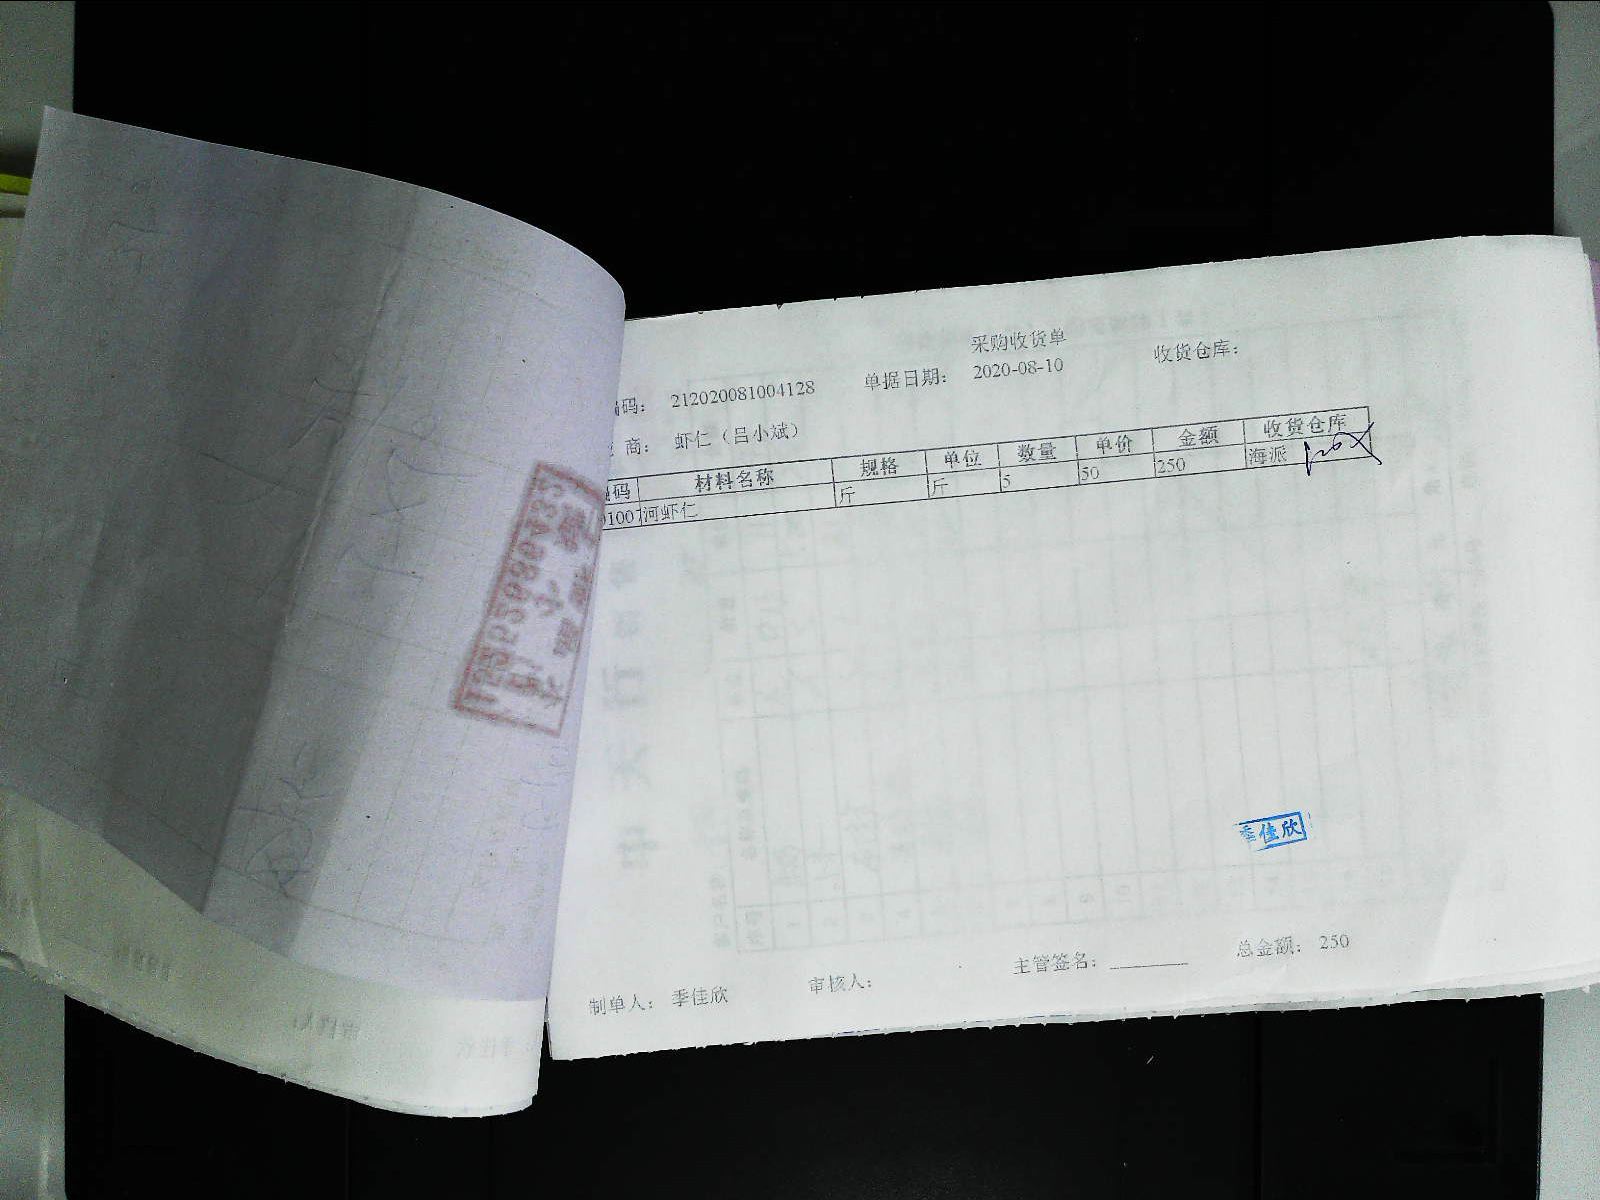 采购收货单
码： 212020081004128 单据日期： 2020-08-10 收货仓库：
商： 虾仁（吕小斌）
码 材料名称 规格 单位 数量 单价 金额 收货仓库
01007 河虾仁 斤 斤 5 50 250 海派
季佳欣
制单人： 季佳欣 审核人： 主管签名： 总金额： 250